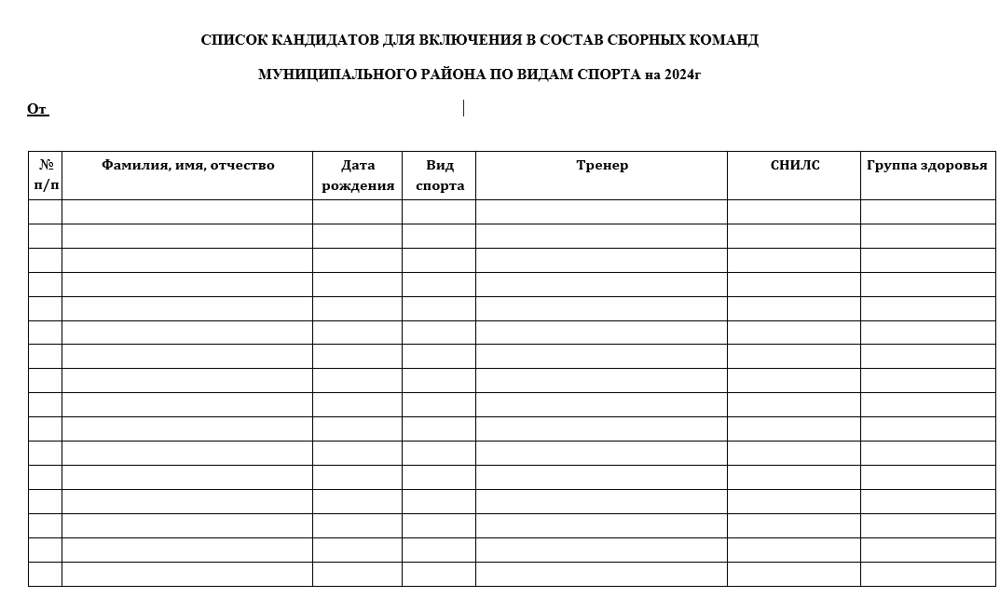 СПИСОК КАНДИДАТОВ ДЛЯ ВКЛЮЧЕНИЯ В СОСТАВ СБОРНЫХ КОМАНД
МУНИЦИПАЛЬНОГО РАЙОНА ПО ВИДАМ СПОРТА на 2024г
От
№ п/п
Фамилия, имя, отчество
Дата рождения
Вид спорта
Тренер
СНИЛС
Группа здоровья